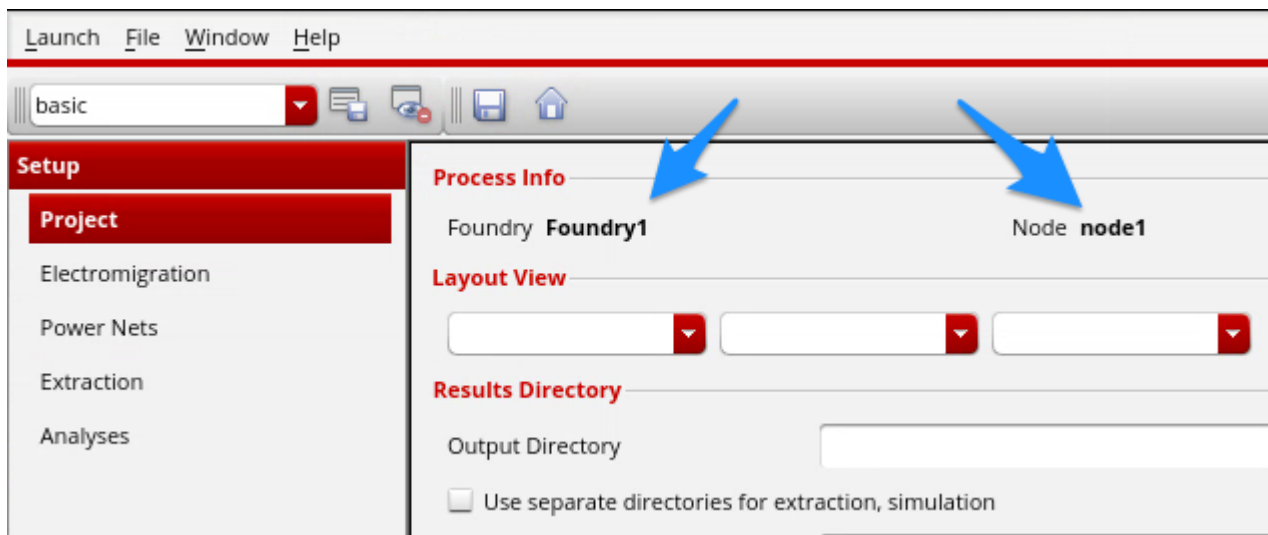 Launch File Window Help
basic
Setup
Project
Electromigration
Power Nets
Extraction
Analyses
Process Info
Foundry Foundry1 Node node1
Layout View
Results Directory
Output Directory
Use separate directories for extraction, simulation